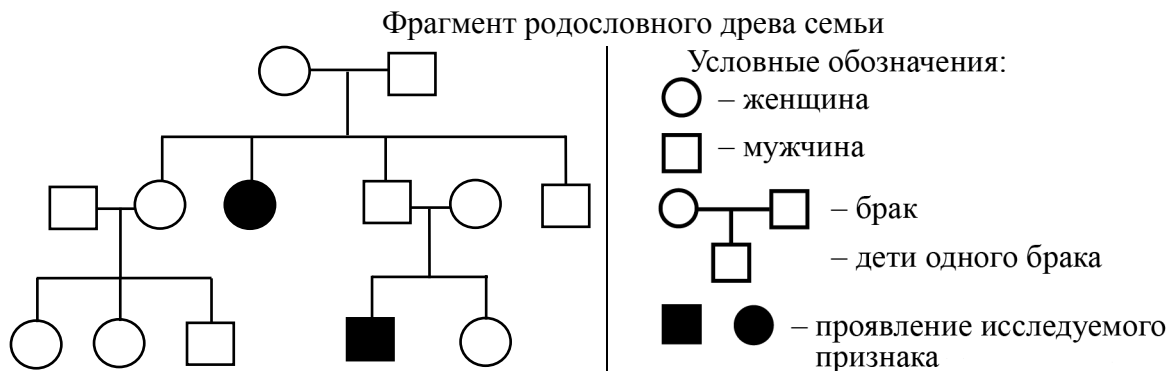 Фрагмент родословного древа семьи
Условные обозначения:
– женщина
– мужчина
– брак
– дети одного брака
– проявление исследуемого
признака